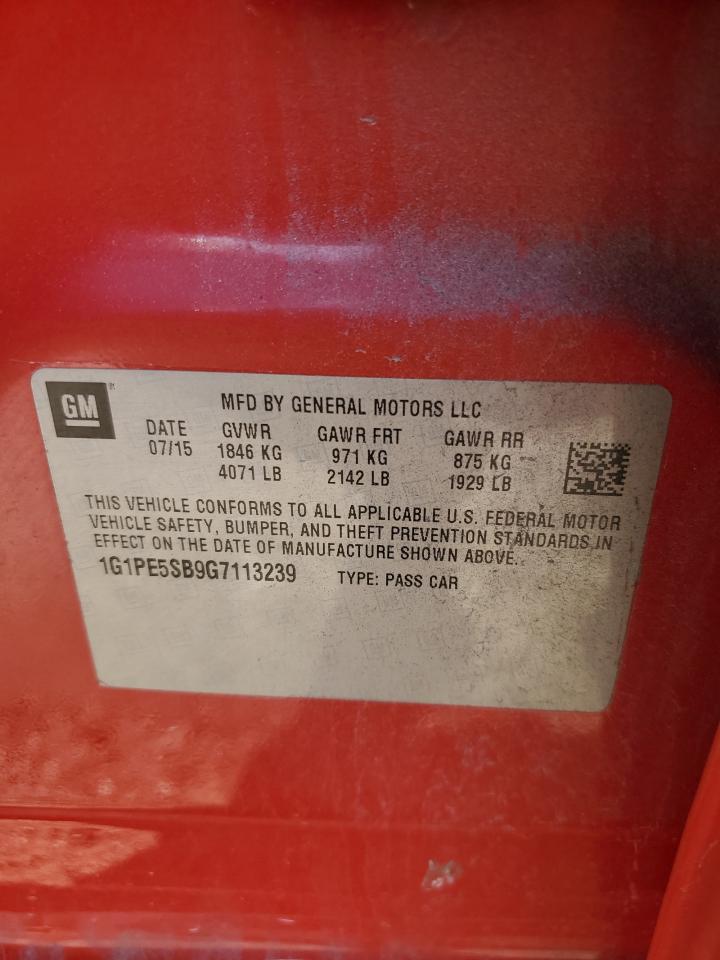 GM
MFD BY GENERAL MOTORS LLC
DATE GVWR GAWR FRT GAWR RR
07/15 1846 KG 971 KG 875 KG
4071 LB 2142 LB 1929 LB
THIS VEHICLE CONFORMS TO ALL APPLICABLE U.S. FEDERAL MOTOR
VEHICLE SAFETY, BUMPER, AND THEFT PREVENTION STANDARDS IN
EFFECT ON THE DATE OF MANUFACTURE SHOWN ABOVE.
1G1PE5SB9G7113239 TYPE: PASS CAR